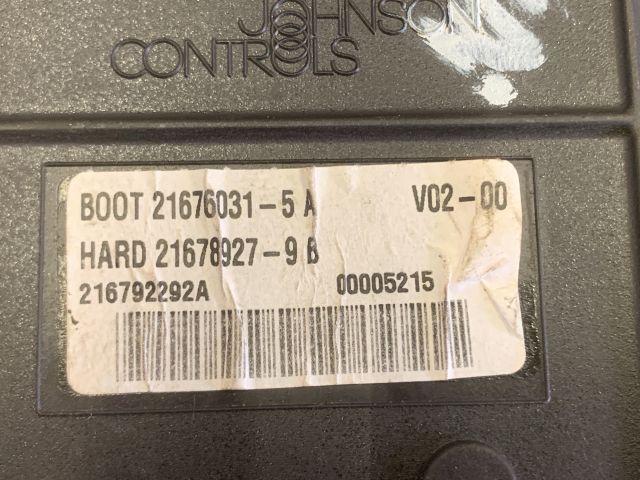 JOHNSON
CONTROLS
BOOT 21676031-5 A V02-00
HARD 21678927-9 B
216792292A 00005215